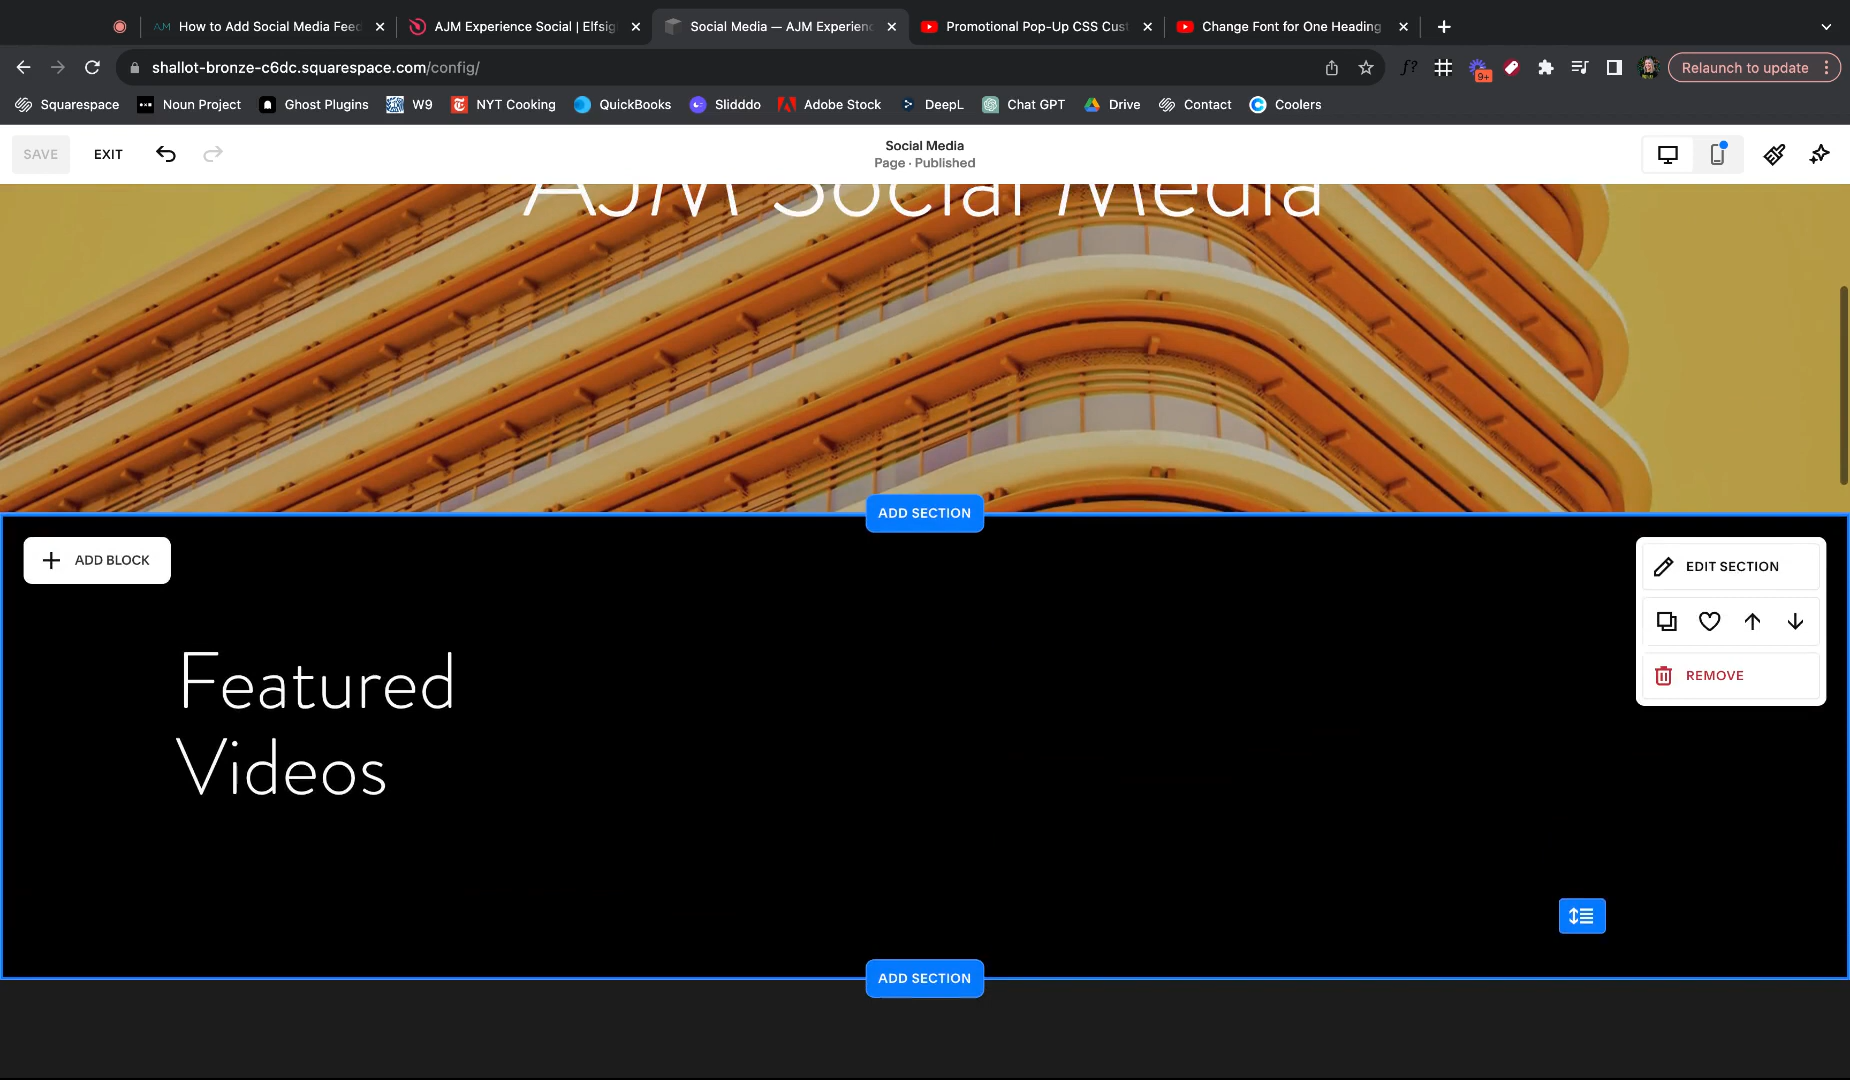 How to Add Social Media Feed
AJM Experience Social | Elfsig
Social Media — AJM Experienc
Promotional Pop-Up CSS Cust
Change Font for One Heading
shallot-bronze-c6dc.squarespace.com/config/
f?
9+
Relaunch to update
Squarespace
Noun Project
Ghost Plugins
W9
NYT Cooking
QuickBooks
Slidddo
Adobe Stock
DeepL
Chat GPT
Drive
Contact
Coolers
SAVE
EXIT
Social Media
Page · Published
AJM Social Media
ADD SECTION
ADD BLOCK
EDIT SECTION
REMOVE
Featured
Videos
ADD SECTION